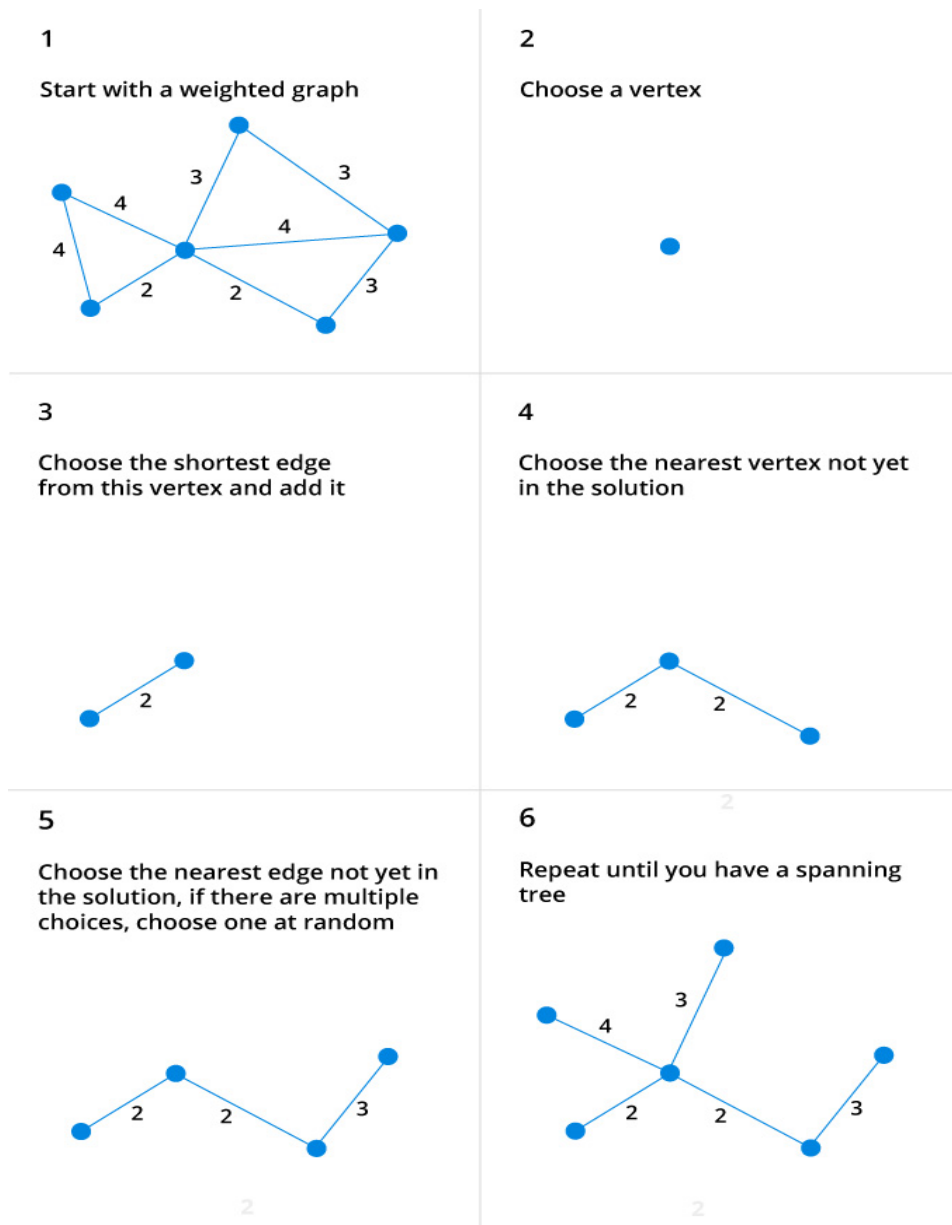 1
Start with a weighted graph
3
3
4
4
4
2
2
3
2
Choose a vertex
3
Choose the shortest edge
from this vertex and add it
2
4
Choose the nearest vertex not yet
in the solution
2
2
5
Choose the nearest edge not yet in
the solution, if there are multiple
choices, choose one at random
2
2
3
2
2
6
Repeat until you have a spanning
tree
3
4
2
2
3
2